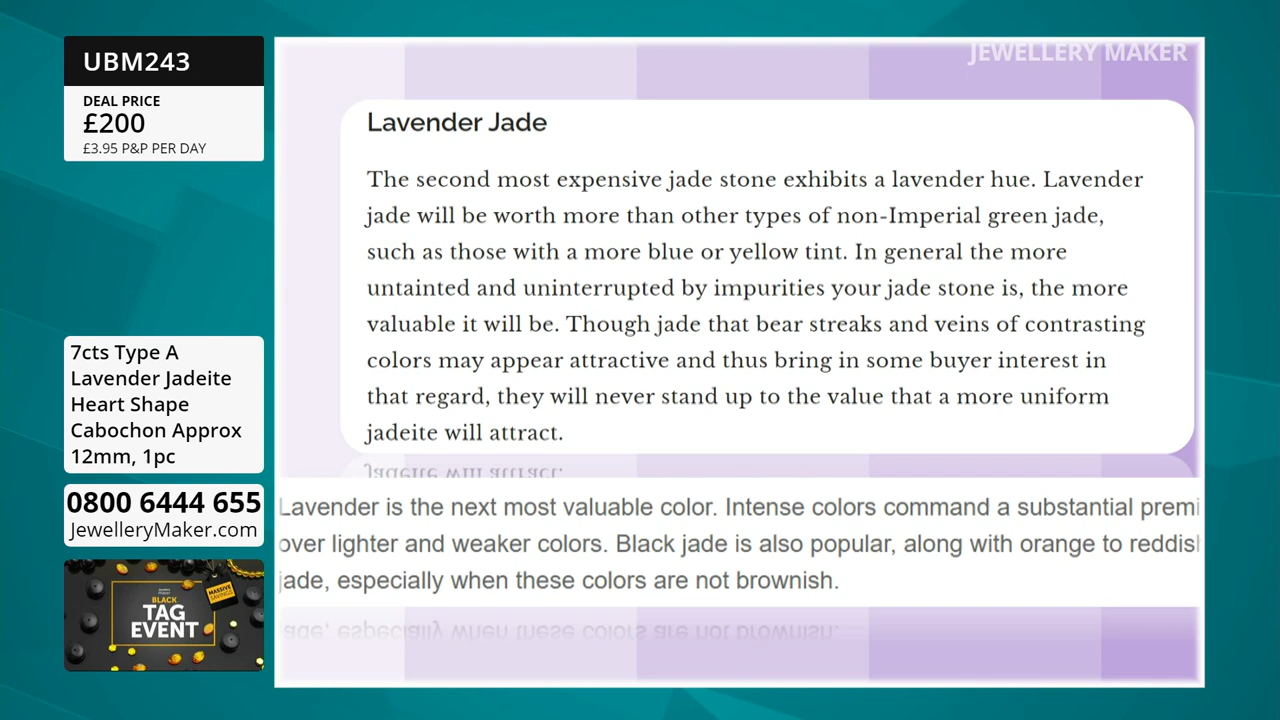 UBM243
DEAL PRICE
£200
£3.95 P&P PER DAY
7cts Type A
Lavender Jadeite
Heart Shape
Cabochon Approx
12mm, 1pc
0800 6444 655
JewelleryMaker.com
BLACK
TAG
EVENT
MASSIVE
SAVINGS
JEWELLERY MAKER
Lavender Jade
The second most expensive jade stone exhibits a lavender hue. Lavender
jade will be worth more than other types of non-Imperial green jade,
such as those with a more blue or yellow tint. In general the more
untainted and uninterrupted by impurities your jade stone is, the more
valuable it will be. Though jade that bear streaks and veins of contrasting
colors may appear attractive and thus bring in some buyer interest in
that regard, they will never stand up to the value that a more uniform
jadeite will attract.
Lavender is the next most valuable color. Intense colors command a substantial premi
over lighter and weaker colors. Black jade is also popular, along with orange to reddish
jade, especially when these colors are not brownish.